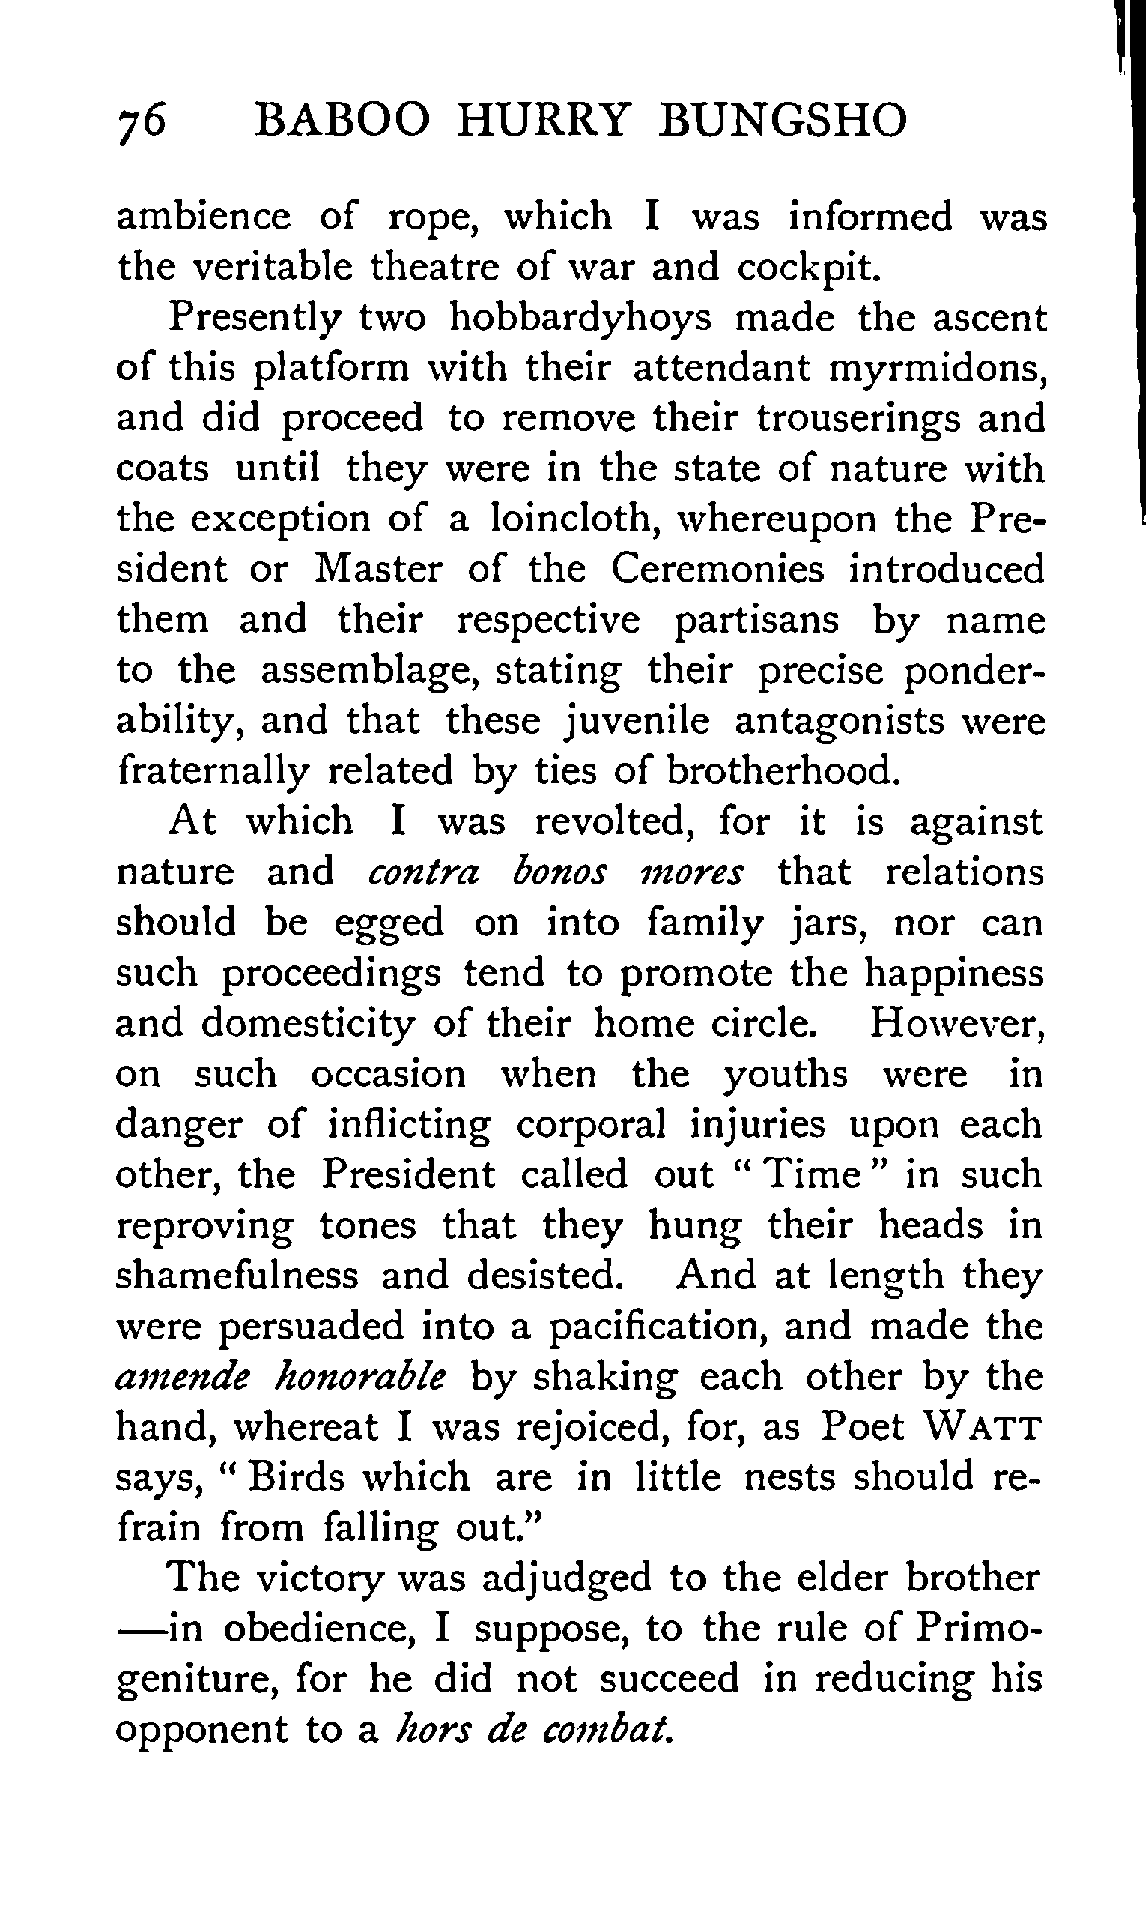 76 BABOO HURRY BUNGSHO
ambience of rope, which I was informed was
the veritable theatre of war and cockpit.
Presently two hobbardyhoys made the ascent
of this platform with their attendant myrmidons,
and did proceed to remove their trouserings and
coats until they were in the state of nature with
the exception of a loincloth, whereupon the Pre-
sident or Master of the Ceremonies introduced
them and their respective partisans by name
to the assemblage, stating their precise ponder-
ability, and that these juvenile antagonists were
fraternally related by ties of brotherhood.
At which I was revolted, for it is against
nature and contra bonos mores that relations
should be egged on into family jars, nor can
such proceedings tend to promote the happiness
and domesticity of their home circle. However,
on such occasion when the youths were in
danger of inflicting corporal injuries upon each
other, the President called out “ Time ” in such
reproving tones that they hung their heads in
shamefulness and desisted. And at length they
were persuaded into a pacification, and made the
amende honorable by shaking each other by the
hand, whereat I was rejoiced, for, as Poet WATT
says, “ Birds which are in little nests should re-
frain from falling out.”
The victory was adjudged to the elder brother
—in obedience, I suppose, to the rule of Primo-
geniture, for he did not succeed in reducing his
opponent to a hors de combat.